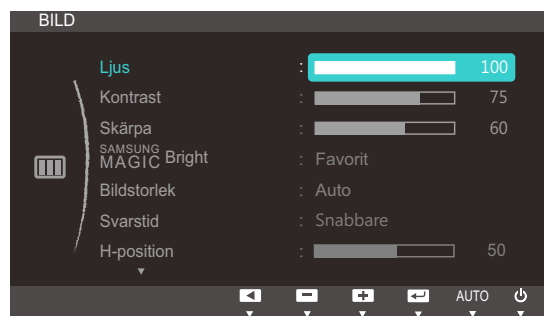 BILD
Ljus : 100
Kontrast : 75
Skärpa : 60
SAMSUNG MAGIC Bright : Favorit
Bildstorlek : Auto
Svarstid : Snabbare
H-position : 50
AUTO